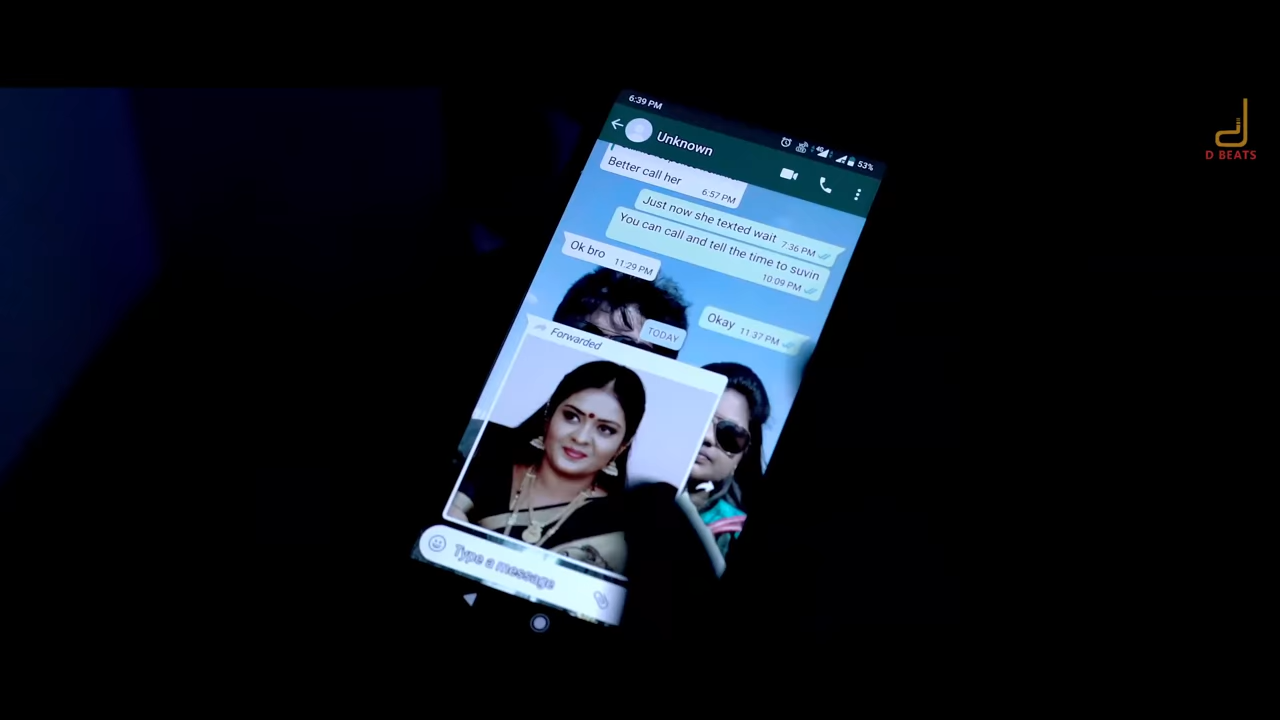 6:39 PM
53%
Unknown
Better call her
6:57 PM
Just now she texted wait 7:36 PM
You can call and tell the time to suvin
10:09 PM
Ok bro 11:29 PM
Okay 11:37 PM
TODAY
Forwarded
Type a message
D BEATS